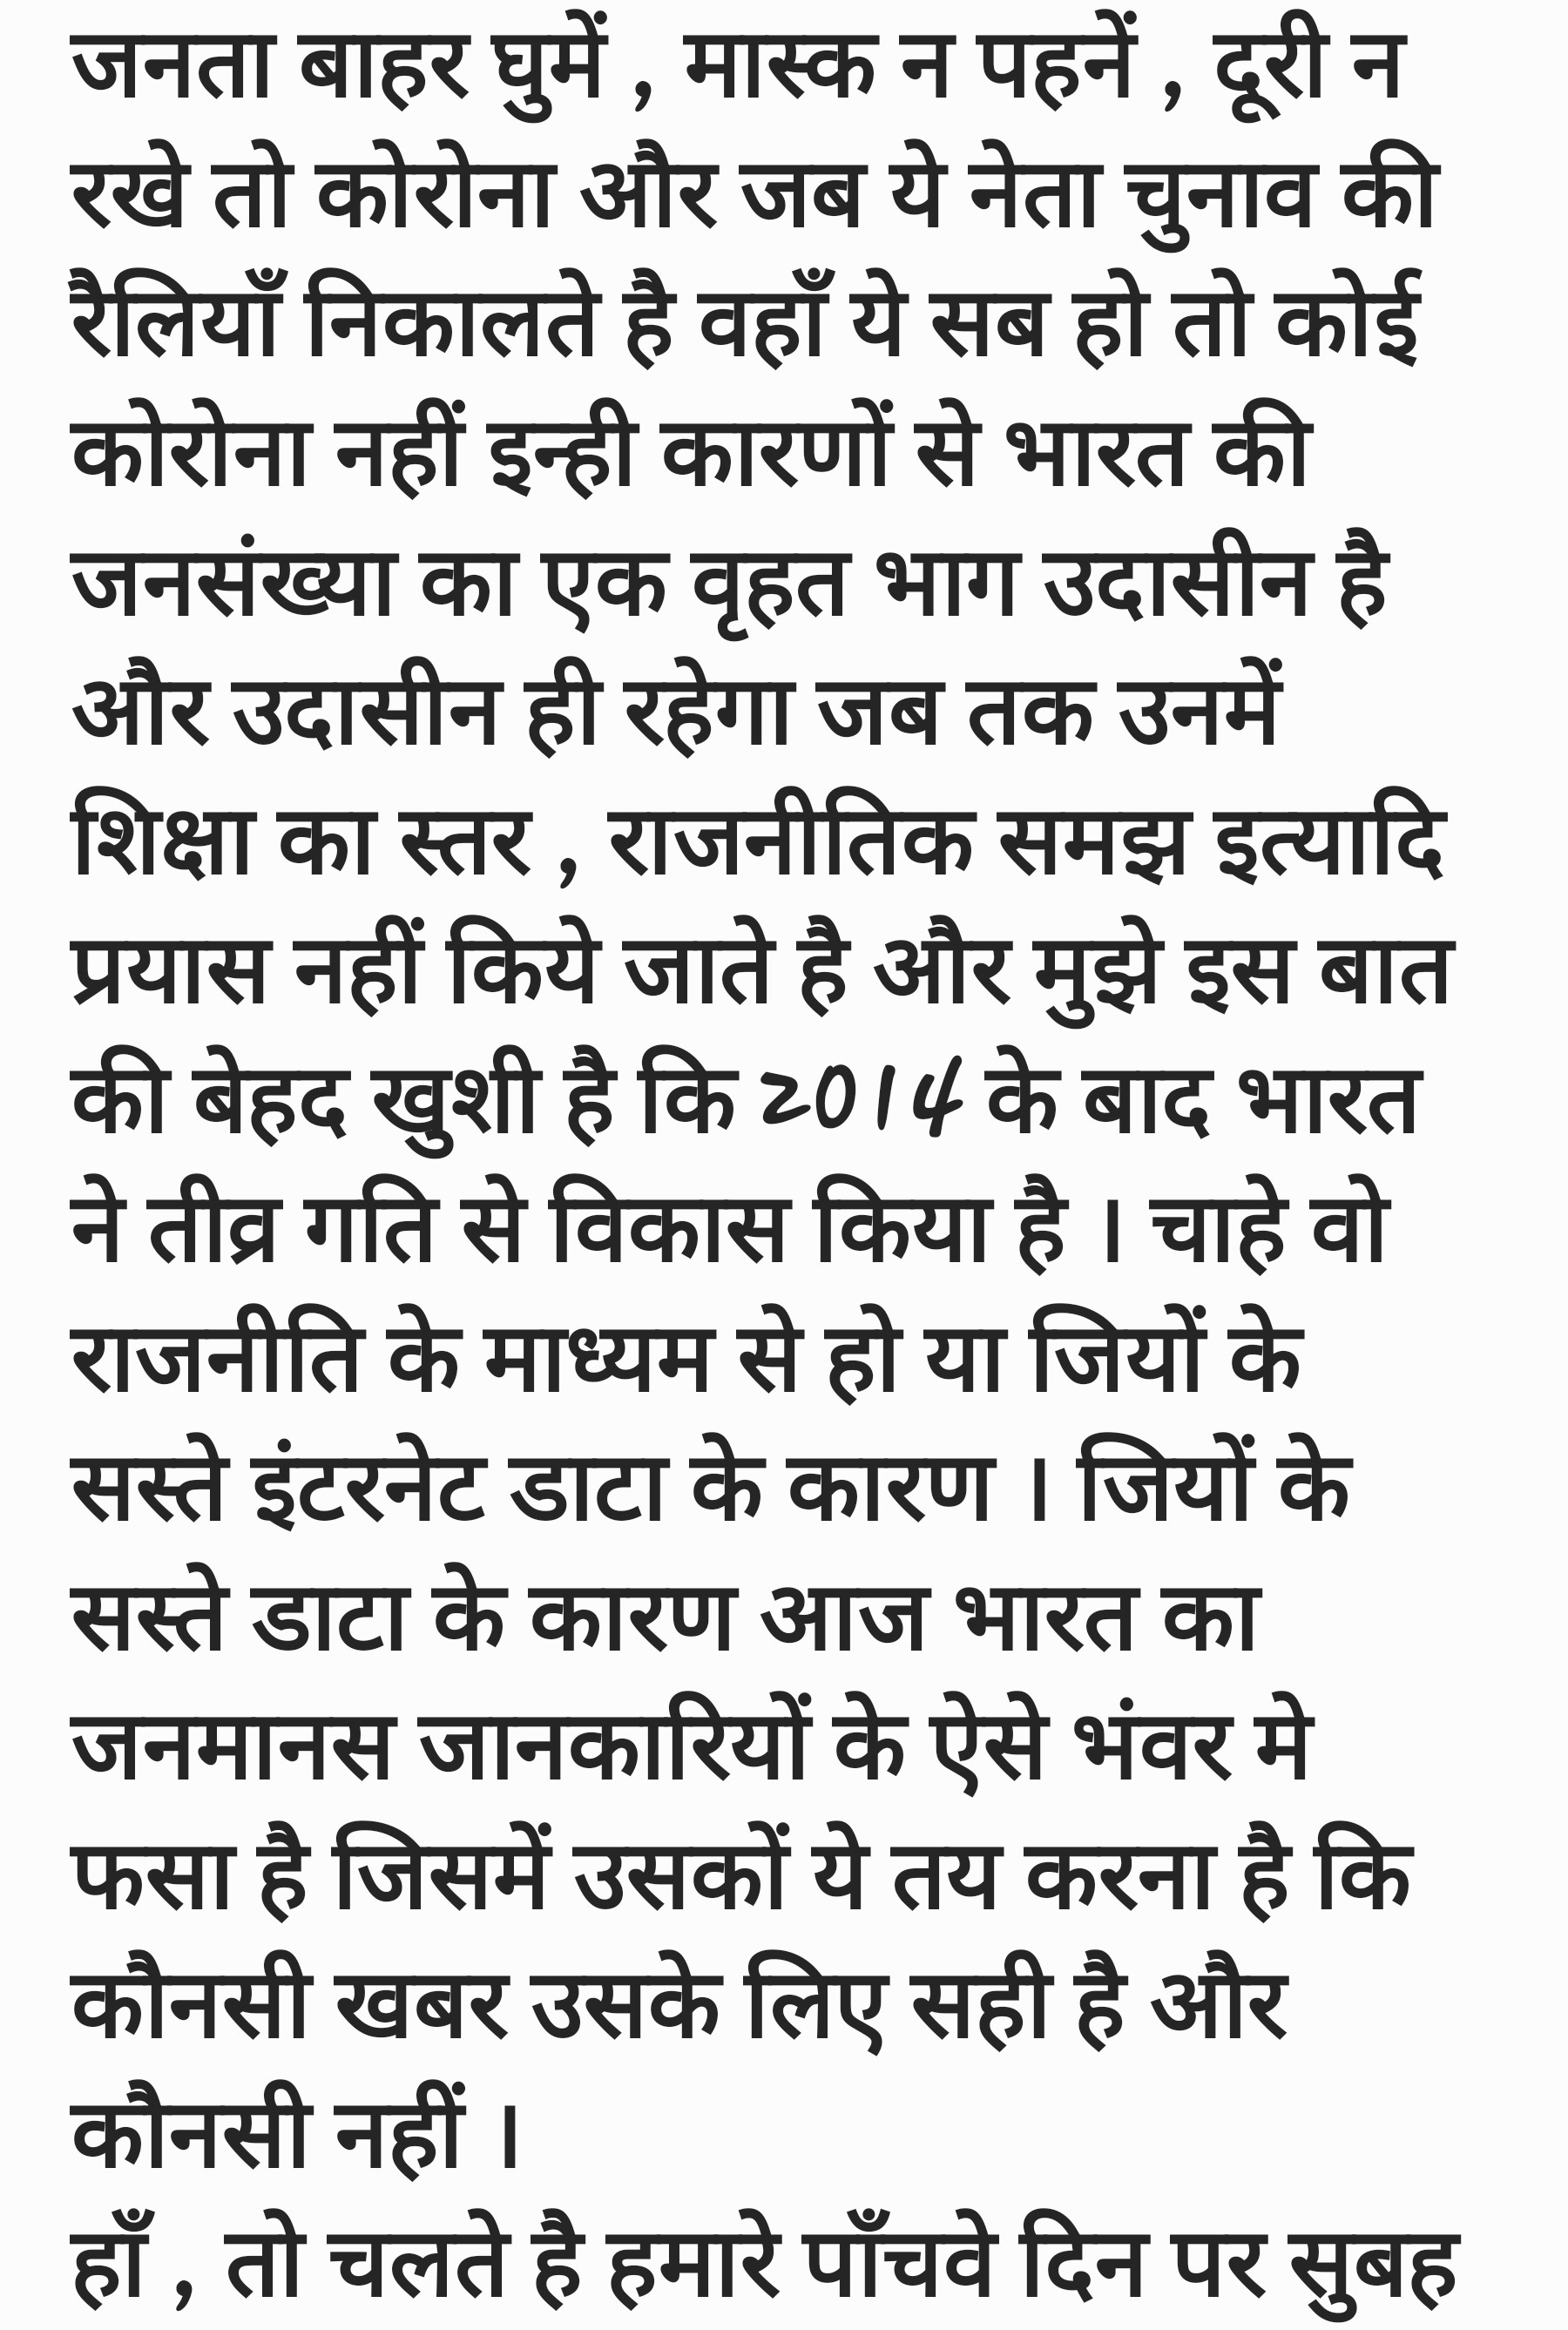 जनता बाहर घुमें , मास्क न पहनें , दूरी न
रखे तो कोरोना और जब ये नेता चुनाव की
रैलियाँ निकालते है वहाँ ये सब हो तो कोई
कोरोना नहीं इन्ही कारणों से भारत की
जनसंख्या का एक वृहत भाग उदासीन है
और उदासीन ही रहेगा जब तक उनमें
शिक्षा का स्तर , राजनीतिक समझ इत्यादि
प्रयास नहीं किये जाते है और मुझे इस बात
की बेहद खुशी है कि 2014 के बाद भारत
ने तीव्र गति से विकास किया है । चाहे वो
राजनीति के माध्यम से हो या जियों के
सस्ते इंटरनेट डाटा के कारण । जियों के
सस्ते डाटा के कारण आज भारत का
जनमानस जानकारियों के ऐसे भंवर मे
फसा है जिसमें उसकों ये तय करना है कि
कौनसी खबर उसके लिए सही है और
कौनसी नहीं ।
हाँ , तो चलते है हमारे पाँचवे दिन पर सुबह